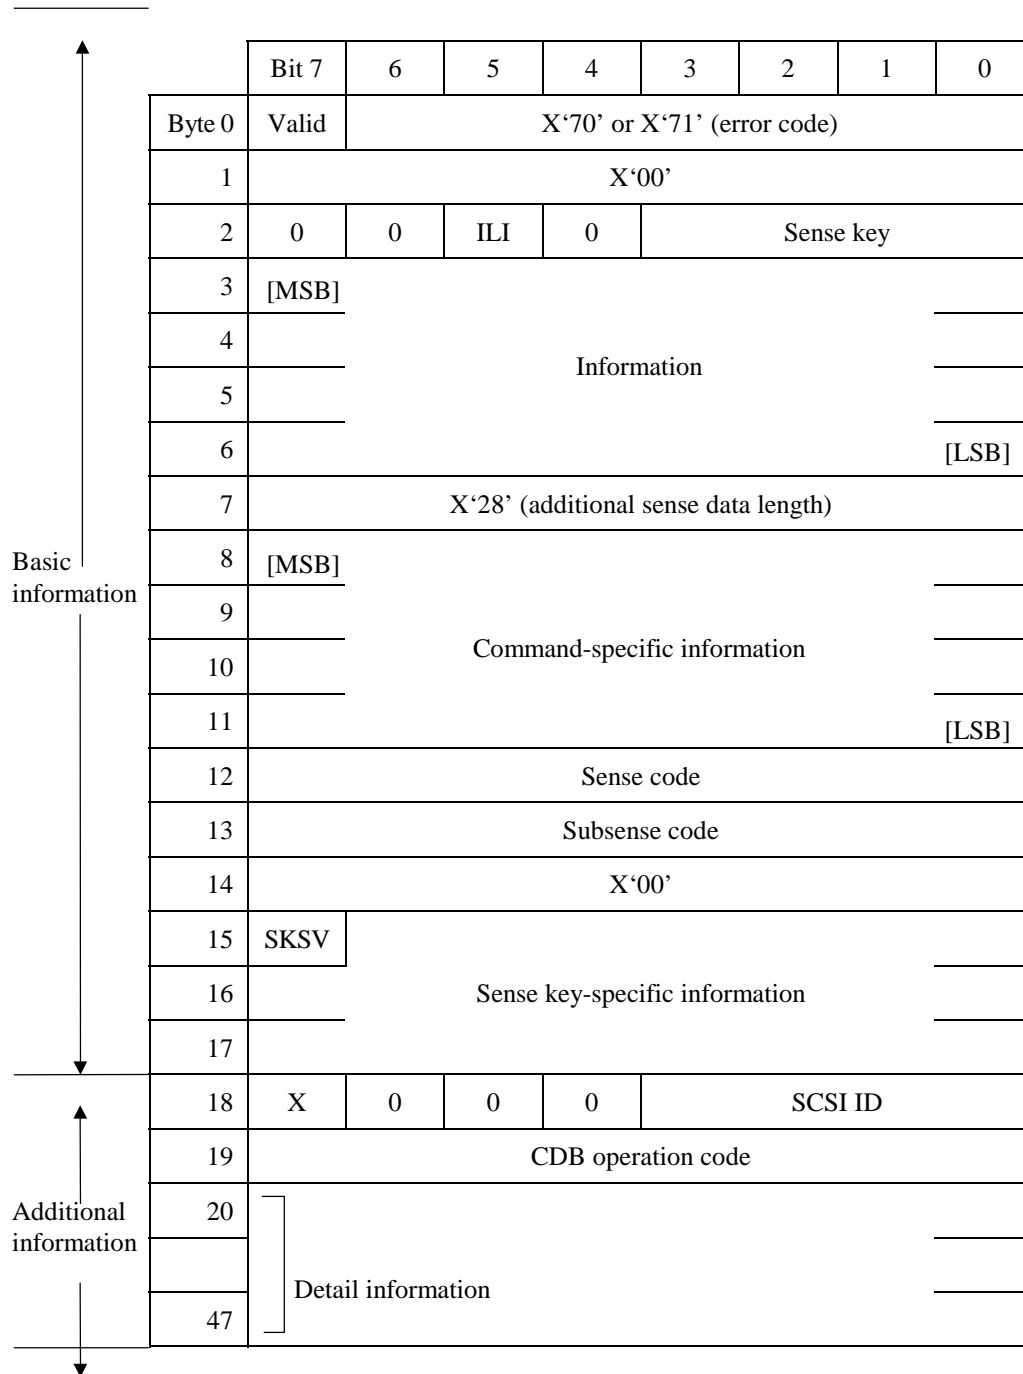 Bit 7 6 5 4 3 2 1 0
Byte 0 Valid X‘70’ or X‘71’ (error code)
1 X‘00’
2 0 0 ILI 0 Sense key
3 [MSB]
4
Information
5
6 [LSB]
7 X‘28’ (additional sense data length)
Basic
information
8 [MSB]
9
Command-specific information
10
11 [LSB]
12 Sense code
13 Subsense code
14 X‘00’
15 SKSV
16 Sense key-specific information
17
18 X 0 0 0 SCSI ID
19 CDB operation code
Additional
information
20
Detail information
47